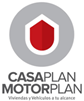 CASAPLAN
MOTORPLAN
Viviendas y Vehículos a tu alcance